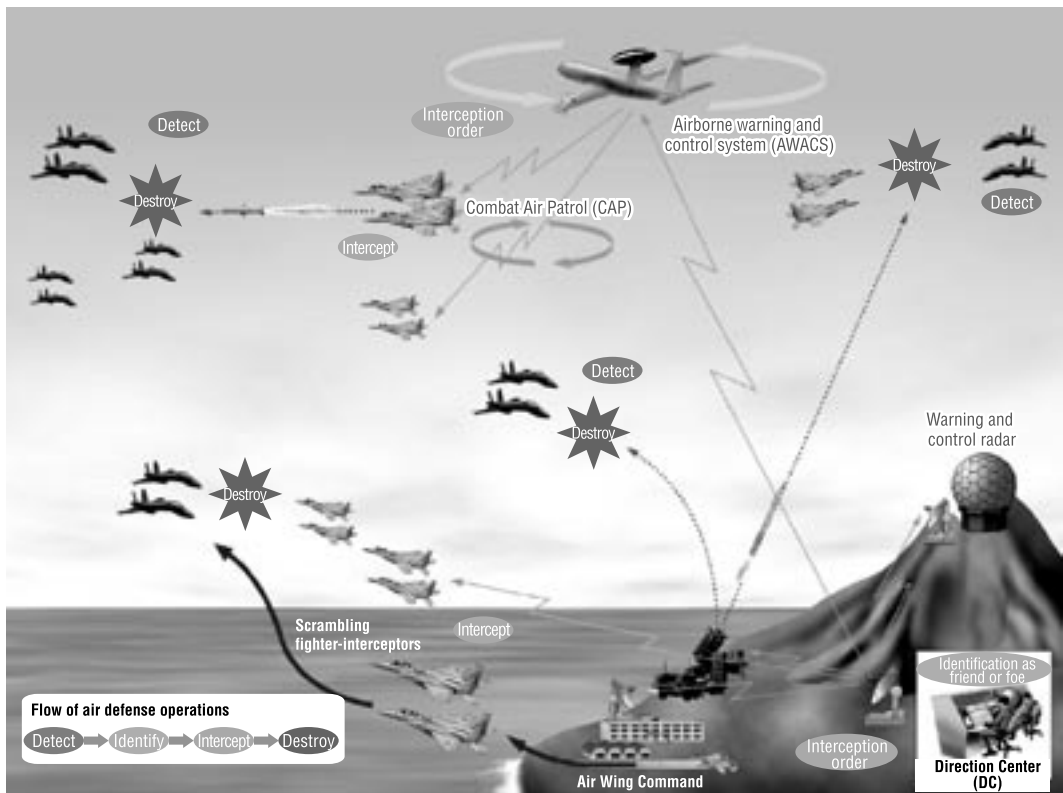 Interception
order
Airborne warning and
control system (AWACS)
Detect
Destroy
Destroy
Detect
Combat Air Patrol (CAP)
Intercept
Detect
Destroy
Warning and
control radar
Destroy
Scrambling
fighter-interceptors
Intercept
Identification as
friend or foe
Flow of air defense operations
Detect
Identify
Intercept
Destroy
Interception
order
Air Wing Command
Direction Center
(DC)